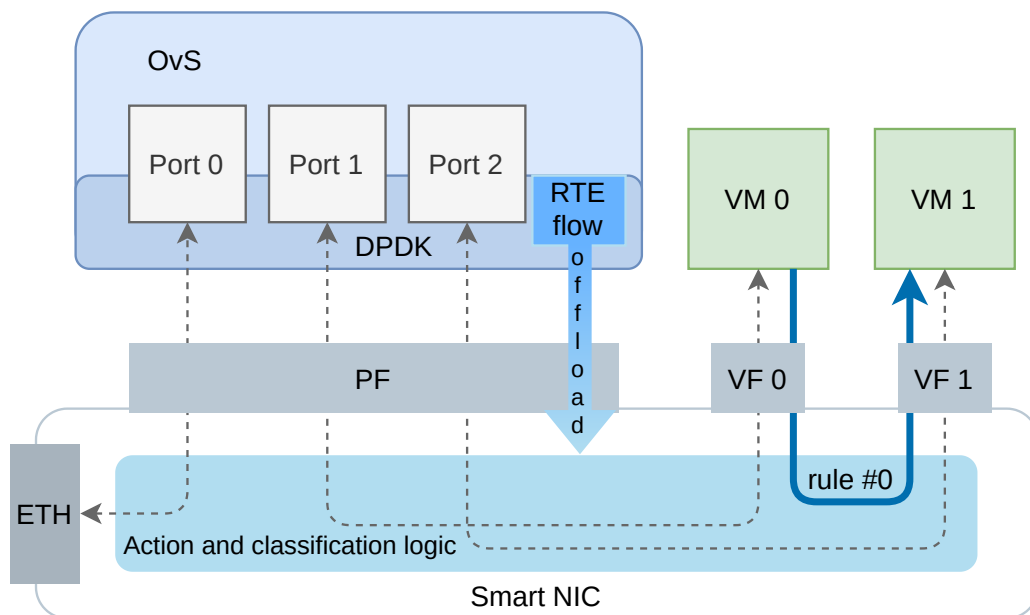 OvS
Port 0
Port 1
Port 2
RTE
flow
DPDK
offload
VM 0
VM 1
PF
VF 0
VF 1
ETH
rule #0
Action and classification logic
Smart NIC